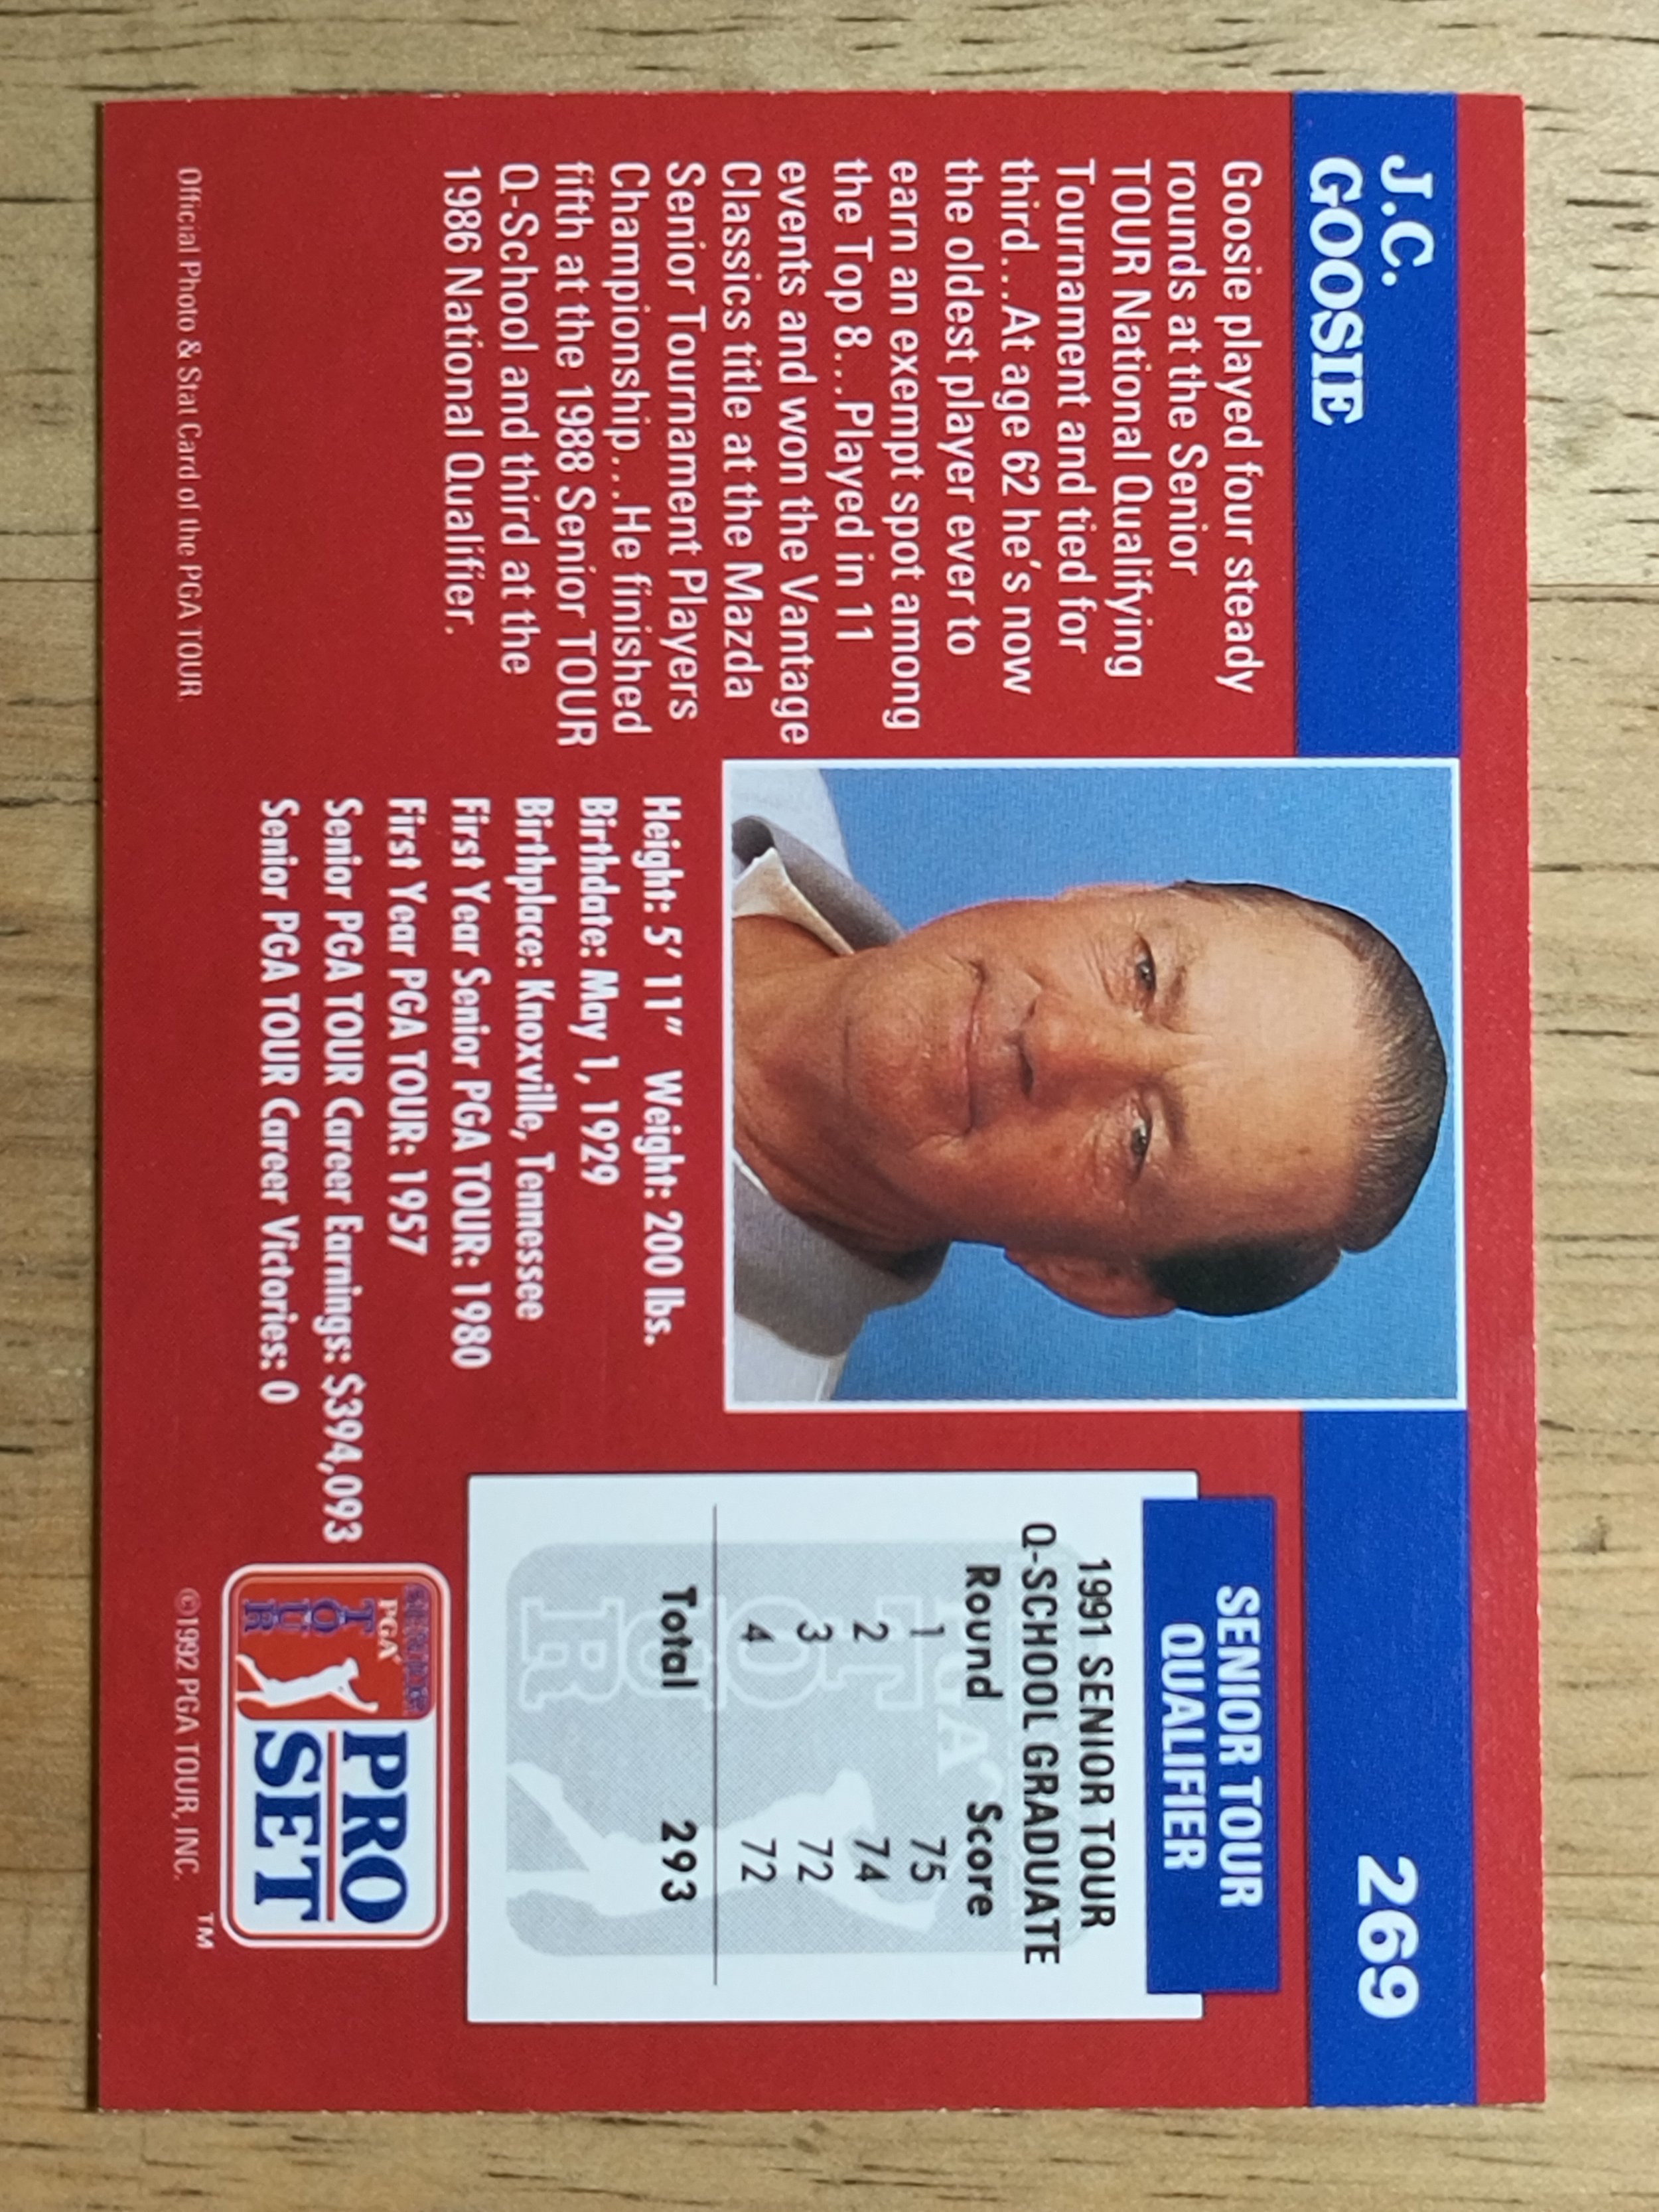 J.C.
GOOSIE
269
Goosie played four steady
rounds at the Senior
TOUR National Qualifying
Tournament and tied for
third...At age 62 he's now
the oldest player ever to
earn an exempt spot among
the Top 8...Played in 11
events and won the Vantage
Classics title at the Mazda
Senior Tournament Players
Championship...He finished
fifth at the 1988 Senior TOUR
Q-School and third at the
1986 National Qualifier.
Height: 5' 11" Weight: 200 lbs.
Birthdate: May 1, 1929
Birthplace: Knoxville, Tennessee
First Year Senior PGA TOUR: 1980
First Year PGA TOUR: 1957
Senior PGA TOUR Career Earnings: $394,093
Senior PGA TOUR Career Victories: 0
SENIOR TOUR
QUALIFIER
1991 SENIOR TOUR
Q-SCHOOL GRADUATE
Round Score
1 75
2 74
3 72
4 72
Total 293
SENIOR
PGA
TOUR
PRO
SET
TM
Official Photo & Stat Card of the PGA TOUR.
©1992 PGA TOUR, INC.